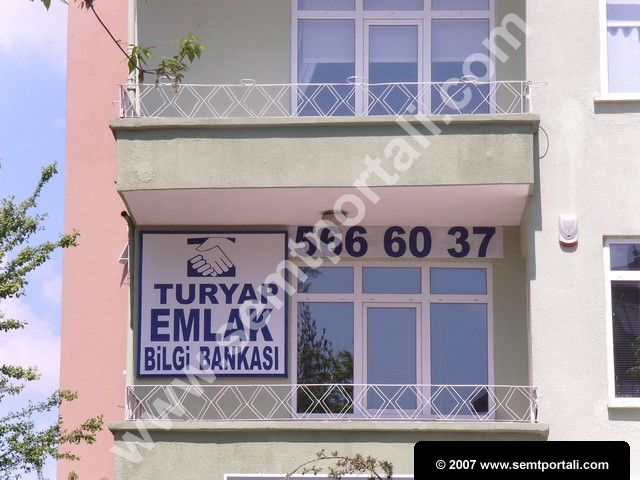 TURYAP
EMLAK
BİLGİ BANKASI
566 60 37
www.semtportali.com
© 2007 www.semtportali.com